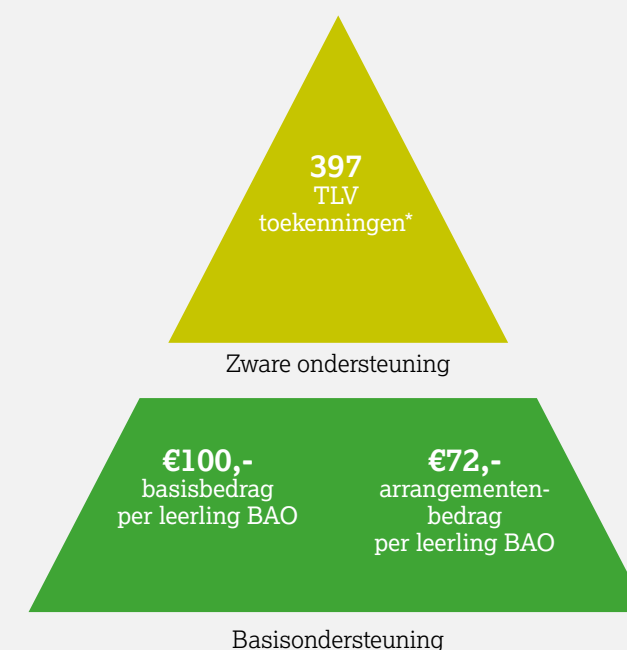 397
TLV
toekenningen*
Zware ondersteuning
€100,-
basisbedrag
per leerling BAO
€72,-
arrangementen-
bedrag
per leerling BAO
Basisondersteuning